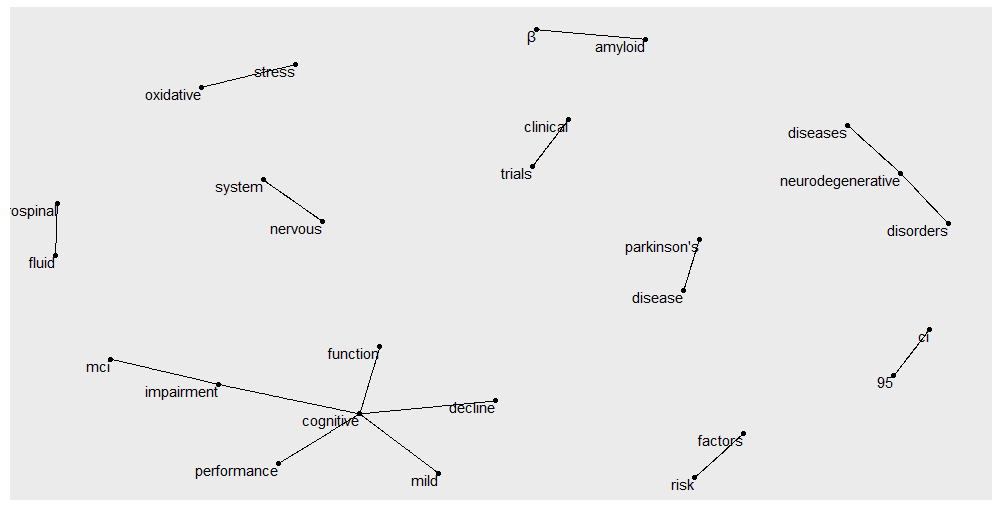 β
amyloid
stress
oxidative
clinical
trials
diseases
neurodegenerative
disorders
system
nervous
rospinal
fluid
parkinson's
disease
ci
95
function
mci
impairment
decline
cognitive
performance
mild
factors
risk